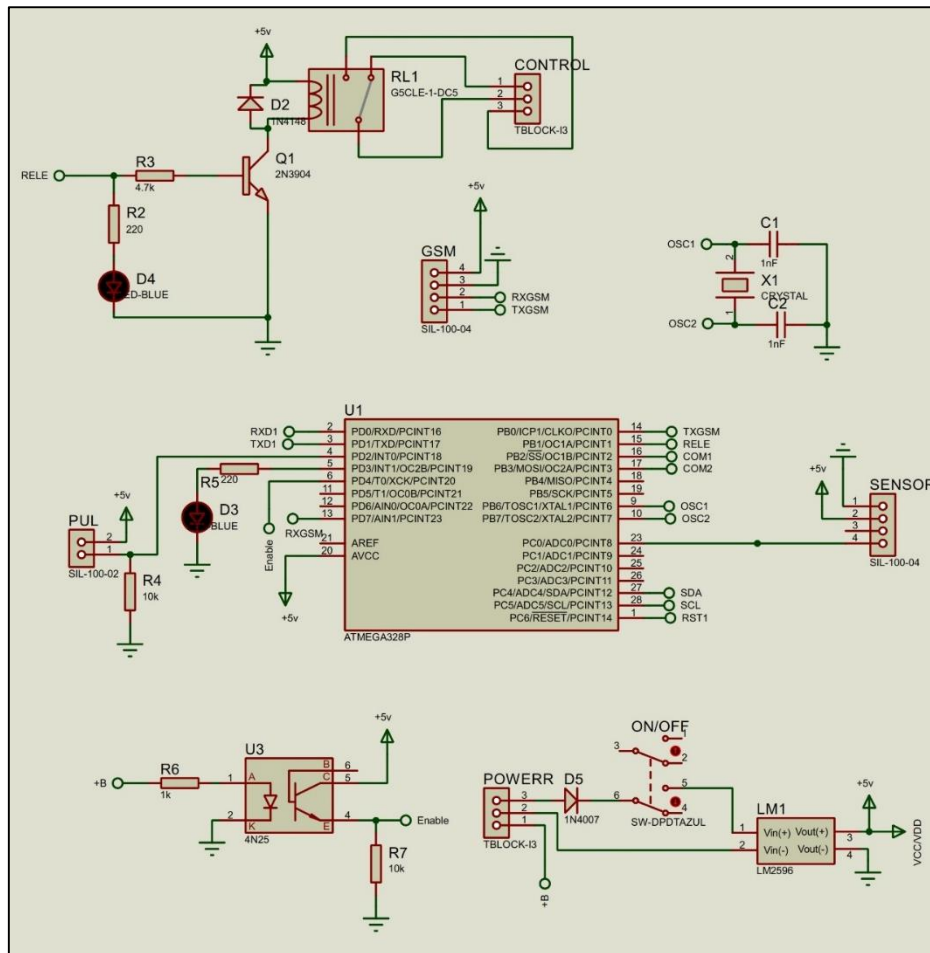 +5v
RL1
G5CLE-1-DC5
CONTROL
1
2
3
TBLOCK-I3
D2
1N4148
Q1
2N3904
RELE
R3
4.7k
R2
220
D4
ED-BLUE
+5v
GSM
4
3
2
1
RXGSM
TXGSM
SIL-100-04
C1
OSC1
1nF
2
X1
CRYSTAL
1
C2
OSC2
1nF
U1
RXD1 2 PD0/RXD/PCINT16
TXD1 3 PD1/TXD/PCINT17
4 PD2/INT0/PCINT18
5 PD3/INT1/OC2B/PCINT19
6 PD4/T0/XCK/PCINT20
11 PD5/T1/OC0B/PCINT21
12 PD6/AIN0/OC0A/PCINT22
RXGSM 13 PD7/AIN1/PCINT23
21 AREF
20 AVCC
PB0/ICP1/CLKO/PCINT0 14 TXGSM
PB1/OC1A/PCINT1 15 RELE
PB2/SS/OC1B/PCINT2 16 COM1
PB3/MOSI/OC2A/PCINT3 17 COM2
PB4/MISO/PCINT4 18
PB5/SCK/PCINT5 19
PB6/TOSC1/XTAL1/PCINT6 9 OSC1
PB7/TOSC2/XTAL2/PCINT7 10 OSC2
PC0/ADC0/PCINT8 23
PC1/ADC1/PCINT9 24
PC2/ADC2/PCINT10 25
PC3/ADC3/PCINT11 26
PC4/ADC4/SDA/PCINT12 27 SDA
PC5/ADC5/SCL/PCINT13 28 SCL
PC6/RESET/PCINT14 1 RST1
ATMEGA328P
R5
220
D3
BLUE
Enable
+5v
+5v
PUL
2
1
SIL-100-02
R4
10k
+5v
SENSOR
1
2
3
4
SIL-100-04
U3
+B
R6
1k
1 A
2 K
B 6
C 5
E 4
4N25
+5v
Enable
R7
10k
POWERR
3
2
1
TBLOCK-I3
+B
D5
1N4007
ON/OFF
1
3
2
5
6
4
SW-DPDTAZUL
LM1
1 Vin(+) Vout(+) 3
2 Vin(-) Vout(-) 4
LM2596
+5v
VCC/VDD